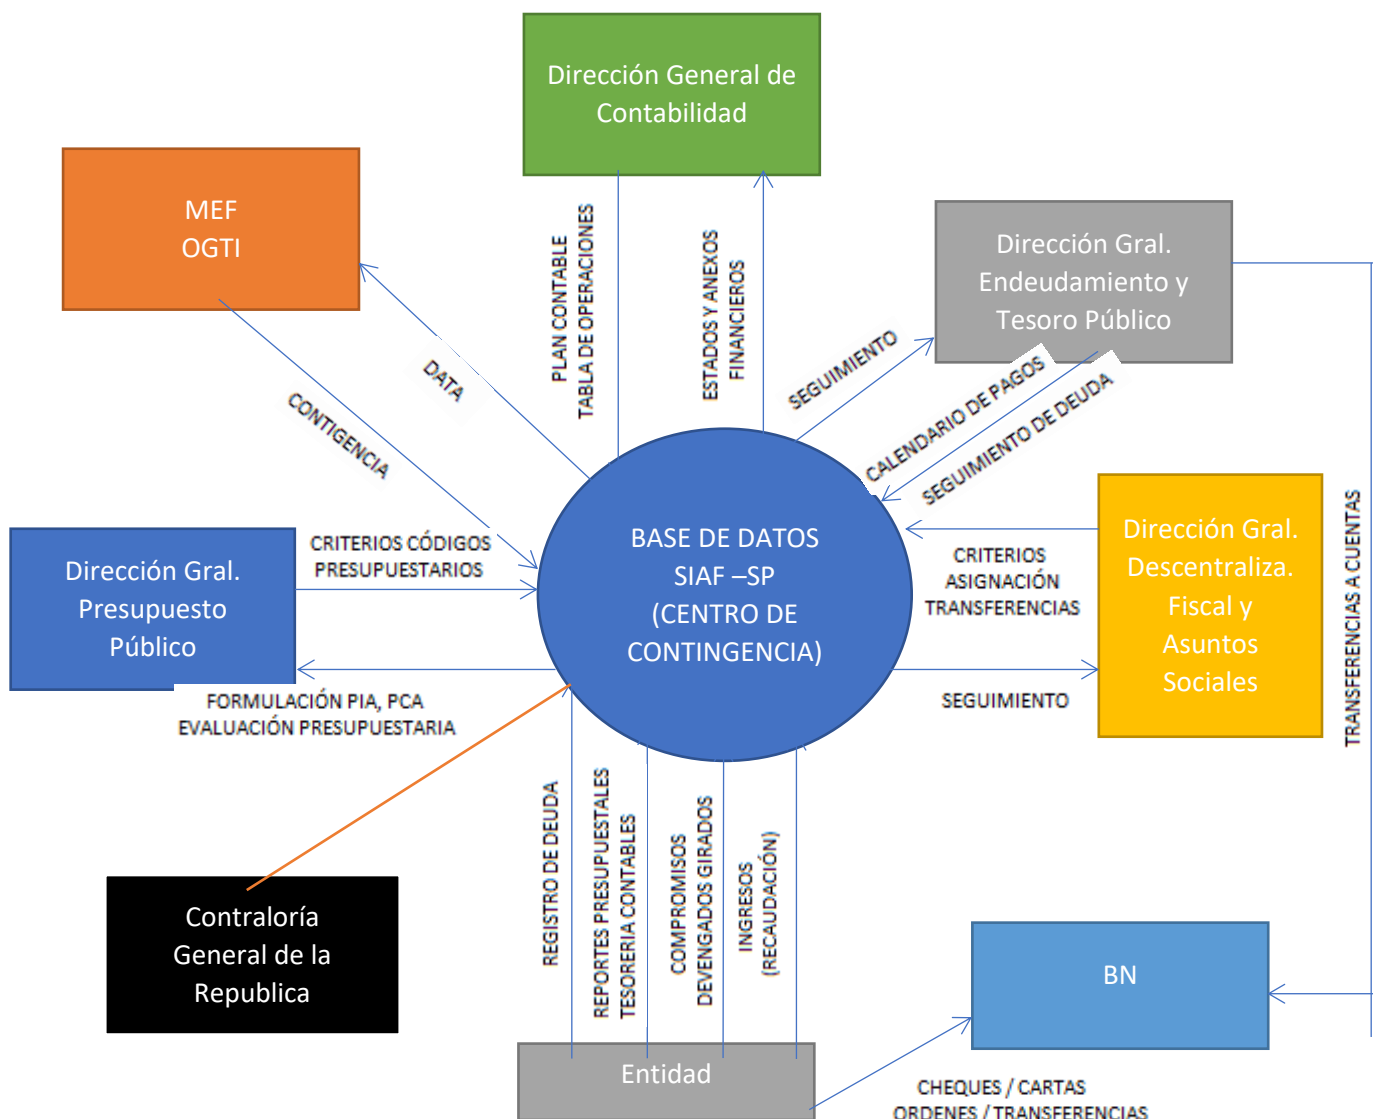 Dirección General de
Contabilidad
MEF
OGTI
Dirección Gral.
Endeudamiento y
Tesoro Público
PLAN CONTABLE
TABLA DE OPERACIONES
ESTADOS Y ANEXOS
FINANCIEROS
SEGUIMIENTO
DATA
CONTIGENCIA
CALENDARIO DE PAGOS
SEGUIMIENTO DE DEUDA
Dirección Gral.
Presupuesto
Público
CRITERIOS CÓDIGOS
PRESUPUESTARIOS
BASE DE DATOS
SIAF –SP
(CENTRO DE
CONTINGENCIA)
CRITERIOS
ASIGNACIÓN
TRANSFERENCIAS
Dirección Gral.
Descentraliza.
Fiscal y
Asuntos
Sociales
TRANSFERENCIAS A CUENTAS
FORMULACIÓN PIA, PCA
EVALUACIÓN PRESUPUESTARIA
SEGUIMIENTO
REGISTRO DE DEUDA
REPORTES PRESUPUESTALES
TESORERIA CONTABLES
COMPROMISOS
DEVENGADOS GIRADOS
INGRESOS
(RECAUDACIÓN)
Contraloría
General de la
Republica
BN
Entidad
CHEQUES / CARTAS
ORDENES / TRANSFERENCIAS